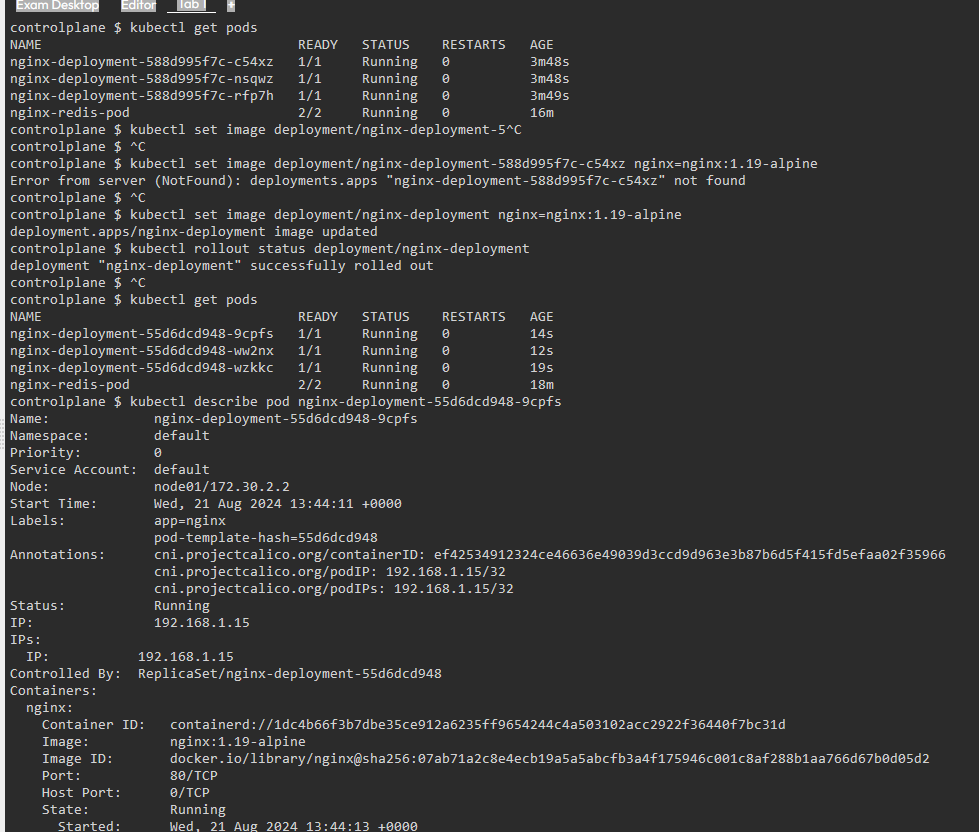 Exam Desktop Editor Tab 1 +
controlplane $ kubectl get pods
NAME READY STATUS RESTARTS AGE
nginx-deployment-588d995f7c-c54xz 1/1 Running 0 3m48s
nginx-deployment-588d995f7c-nsqwz 1/1 Running 0 3m48s
nginx-deployment-588d995f7c-rfp7h 1/1 Running 0 3m49s
nginx-redis-pod 2/2 Running 0 16m
controlplane $ kubectl set image deployment/nginx-deployment-5^C
controlplane $ ^C
controlplane $ kubectl set image deployment/nginx-deployment-588d995f7c-c54xz nginx=nginx:1.19-alpine
Error from server (NotFound): deployments.apps "nginx-deployment-588d995f7c-c54xz" not found
controlplane $ ^C
controlplane $ kubectl set image deployment/nginx-deployment nginx=nginx:1.19-alpine
deployment.apps/nginx-deployment image updated
controlplane $ kubectl rollout status deployment/nginx-deployment
deployment "nginx-deployment" successfully rolled out
controlplane $ ^C
controlplane $ kubectl get pods
NAME READY STATUS RESTARTS AGE
nginx-deployment-55d6dcd948-9cpfs 1/1 Running 0 14s
nginx-deployment-55d6dcd948-ww2nx 1/1 Running 0 12s
nginx-deployment-55d6dcd948-wzkkc 1/1 Running 0 19s
nginx-redis-pod 2/2 Running 0 18m
controlplane $ kubectl describe pod nginx-deployment-55d6dcd948-9cpfs
Name: nginx-deployment-55d6dcd948-9cpfs
Namespace: default
Priority: 0
Service Account: default
Node: node01/172.30.2.2
Start Time: Wed, 21 Aug 2024 13:44:11 +0000
Labels: app=nginx
pod-template-hash=55d6dcd948
Annotations: cni.projectcalico.org/containerID: ef42534912324ce46636e49039d3ccd9d963e3b87b6d5f415fd5efaa02f35966
cni.projectcalico.org/podIP: 192.168.1.15/32
cni.projectcalico.org/podIPs: 192.168.1.15/32
Status: Running
IP: 192.168.1.15
IPs:
IP: 192.168.1.15
Controlled By: ReplicaSet/nginx-deployment-55d6dcd948
Containers:
nginx:
Container ID: containerd://1dc4b66f3b7dbe35ce912a6235ff9654244c4a503102acc2922f36440f7bc31d
Image: nginx:1.19-alpine
Image ID: docker.io/library/nginx@sha256:07ab71a2c8e4ecb19a5a5abcfb3a4f175946c001c8af288b1aa766d67b0d05d2
Port: 80/TCP
Host Port: 0/TCP
State: Running
Started: Wed, 21 Aug 2024 13:44:13 +0000